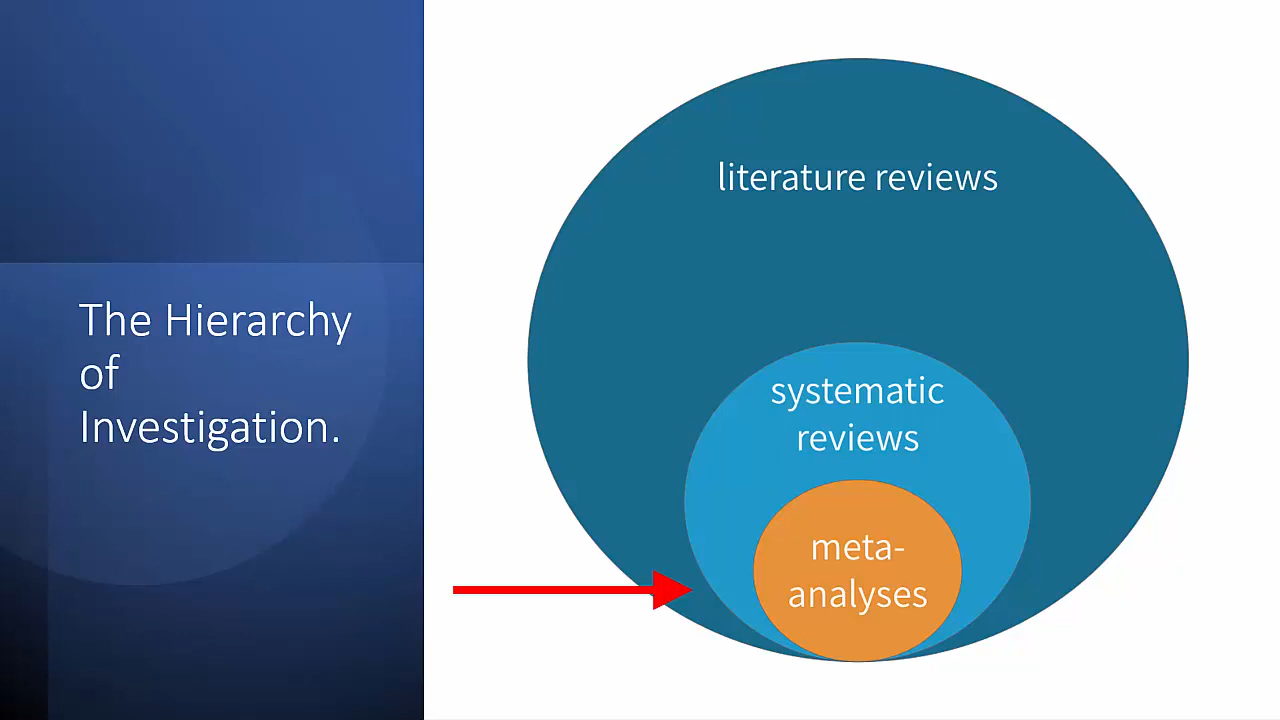 The Hierarchy
of
Investigation.
literature reviews
systematic
reviews
meta-
analyses